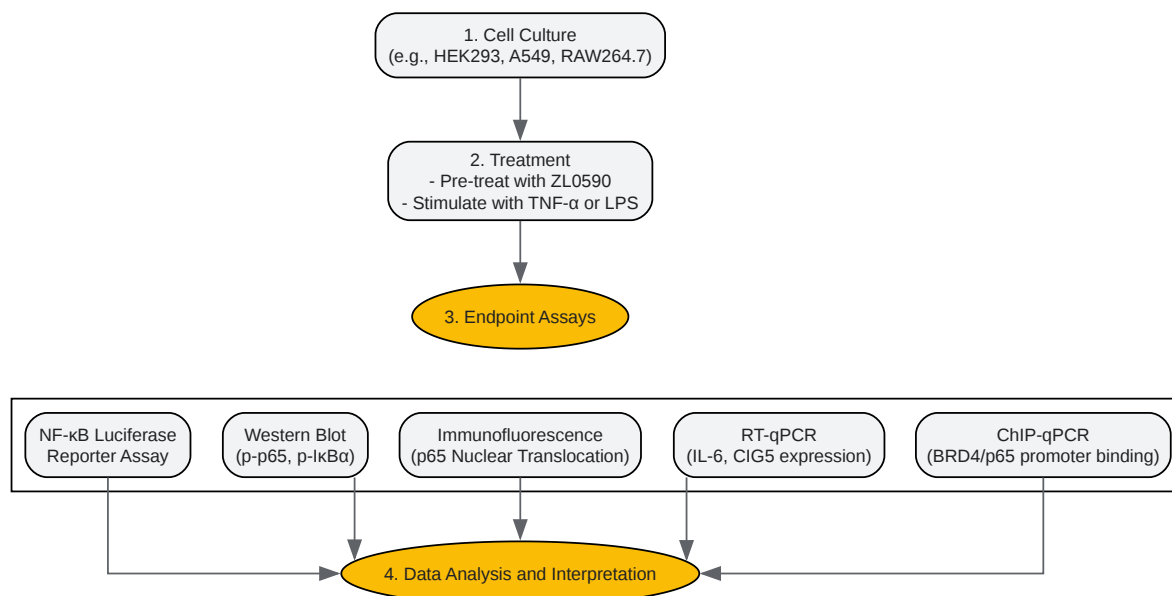 1. Cell Culture
(e.g., HEK293, A549, RAW264.7)
2. Treatment
- Pre-treat with ZL0590
- Stimulate with TNF-α or LPS
3. Endpoint Assays
NF-κB Luciferase
Reporter Assay
Western Blot
(p-p65, p-IκBα)
Immunofluorescence
(p65 Nuclear Translocation)
RT-qPCR
(IL-6, CIG5 expression)
ChIP-qPCR
(BRD4/p65 promoter binding)
4. Data Analysis and Interpretation